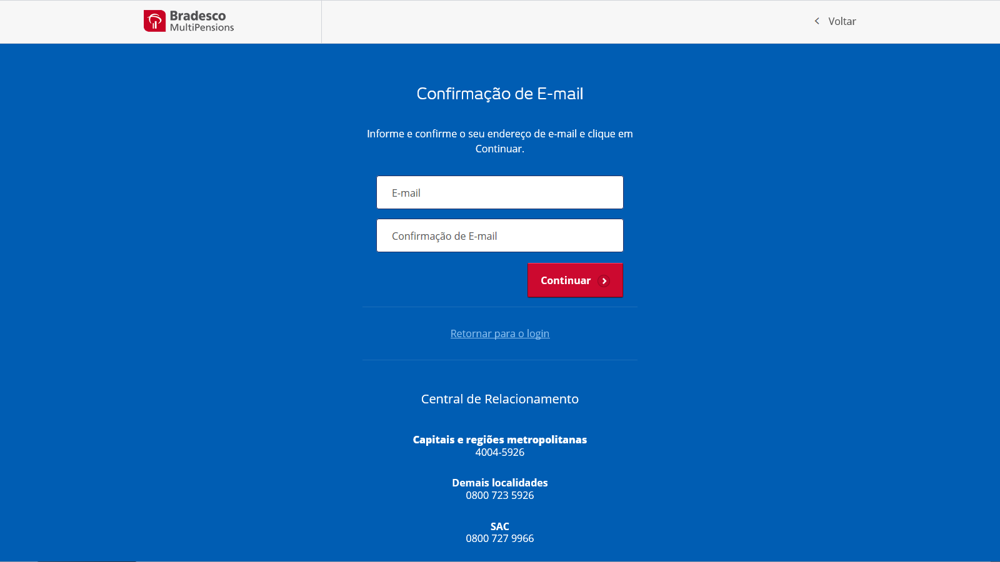 Bradesco
MultiPensions
Voltar
Confirmação de E-mail
Informe e confirme o seu endereço de e-mail e clique em
Continuar.
E-mail
Confirmação de E-mail
Continuar
Retornar para o login
Central de Relacionamento
Capitais e regiões metropolitanas
4004-5926
Demais localidades
0800 723 5926
SAC
0800 727 9966